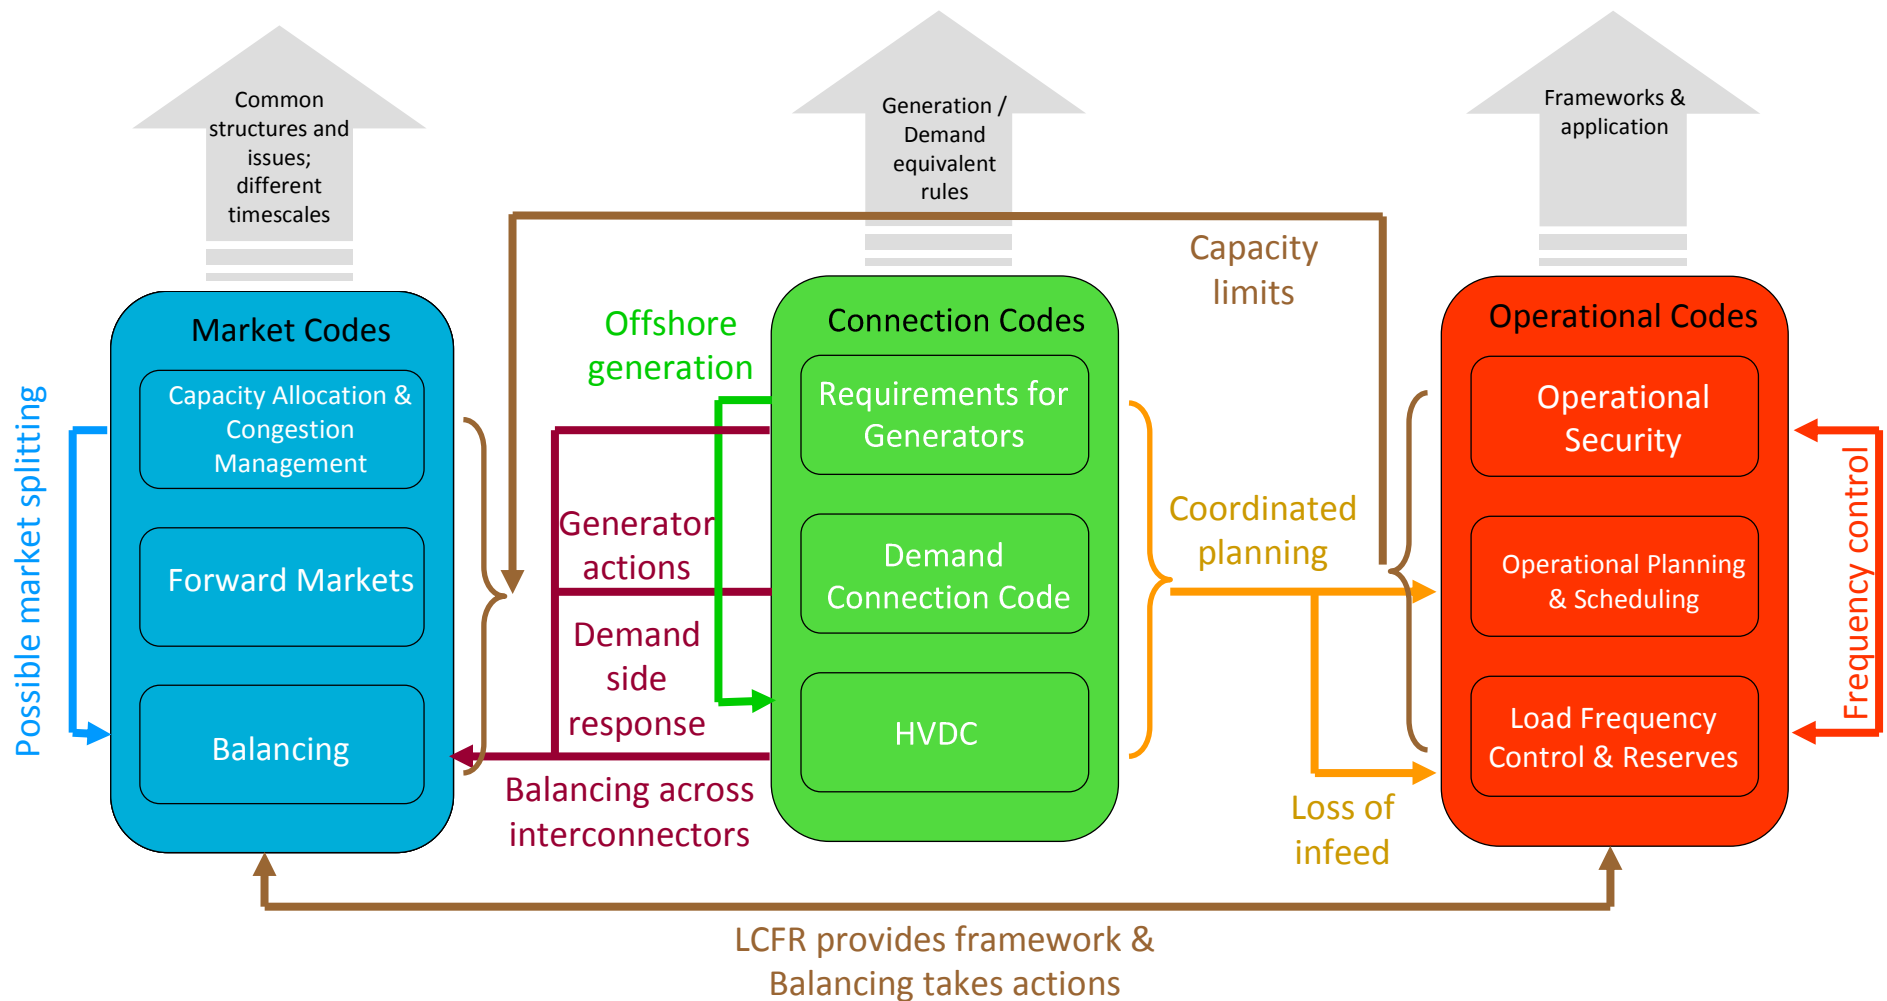 Common
structures and
issues;
different
timescales
Generation /
Demand
equivalent
rules
Frameworks &
application
Capacity
limits
Market Codes
Capacity Allocation &
Congestion
Management
Forward Markets
Balancing
Possible market splitting
Offshore
generation
Generator
actions
Demand
side
response
Balancing across
interconnectors
Connection Codes
Requirements for
Generators
Demand
Connection Code
HVDC
Coordinated
planning
Loss of
infeed
Operational Codes
Operational
Security
Operational Planning
& Scheduling
Load Frequency
Control & Reserves
Frequency control
LCFR provides framework &
Balancing takes actions